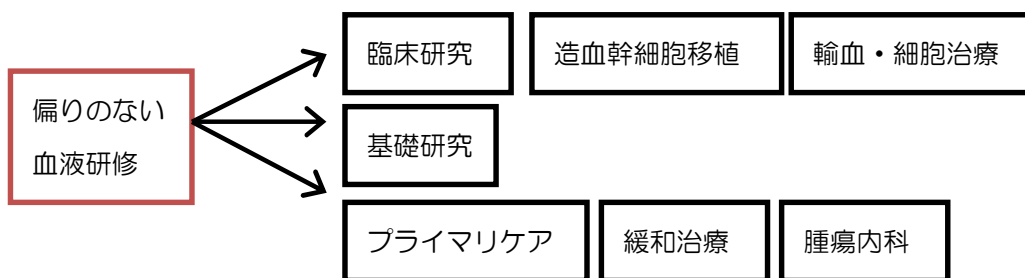 偏りのない
血液研修
臨床研究
造血幹細胞移植
輸血・細胞治療
基礎研究
プライマリケア
緩和治療
腫瘍内科